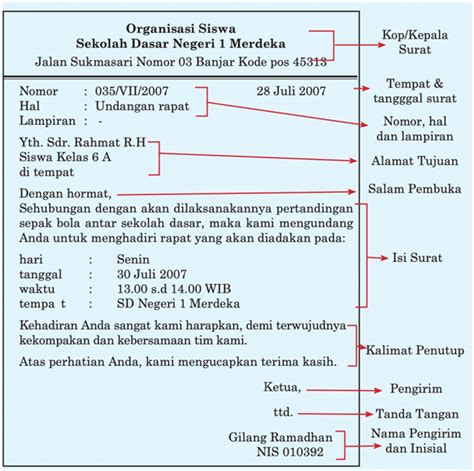 Organisasi Siswa
Sekolah Dasar Negeri 1 Merdeka
Jalan Sukmasari Nomor 03 Banjar Kode pos 45313
Kop/Kepala
Surat
Nomor : 035/VII/2007 28 Juli 2007
Hal : Undangan rapat
Lampiran : -
Tempat &
tangggal surat
Nomor, hal
dan lampiran
Yth. Sdr. Rahmat R.H
Siswa Kelas 6 A
di tempat
Alamat Tujuan
Dengan hormat,
Salam Pembuka
Sehubungan dengan akan dilaksanakannya pertandingan
sepak bola antar sekolah dasar, maka kami mengundang
Anda untuk menghadiri rapat yang akan diadakan pada:
hari : Senin
tanggal : 30 Juli 2007
waktu : 13.00 s.d 14.00 WIB
tempa t : SD Negeri 1 Merdeka
Isi Surat
Kehadiran Anda sangat kami harapkan, demi terwujudnya
kekompakan dan kebersamaan tim kami.
Atas perhatian Anda, kami mengucapkan terima kasih.
Kalimat Penutup
Ketua,
Pengirim
ttd.
Tanda Tangan
Gilang Ramadhan
NIS 010392
Nama Pengirim
dan Inisial